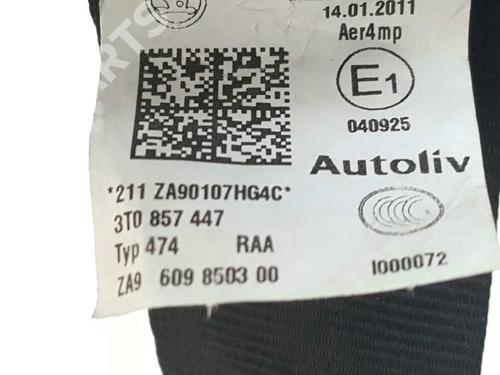 14.01.2011
Aer4mp
E1
040925
Autoliv
*211 ZA90107HG4C*
3T0 857 447
Typ 474 RAA
ZA9 609 8503 00
I000072